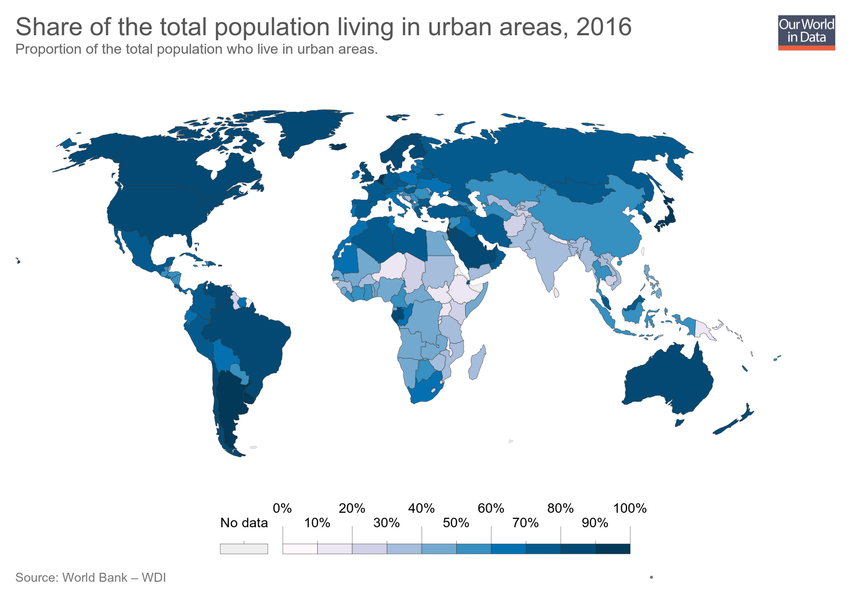 Share of the total population living in urban areas, 2016
Proportion of the total population who live in urban areas.
Our World
in Data
0% 20% 40% 60% 80% 100%
No data 10% 30% 50% 70% 90%
Source: World Bank – WDI